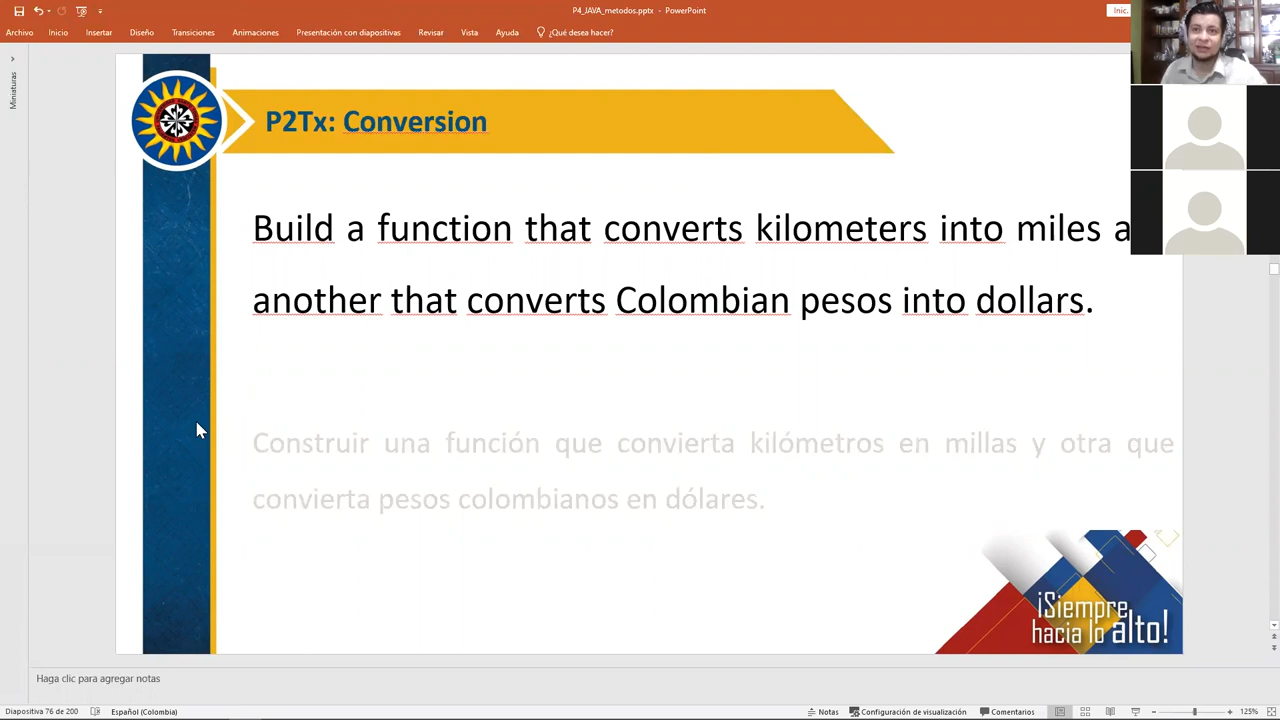 P4_JAVA_metodos.pptx - PowerPoint
Inic.
Archivo Inicio Insertar Diseño Transiciones Animaciones Presentación con diapositivas Revisar Vista Ayuda ¿Qué desea hacer?
Miniaturas
P2Tx: Conversion
Build a function that converts kilometers into miles a
another that converts Colombian pesos into dollars.
Construir una función que convierta kilómetros en millas y otra que
convierta pesos colombianos en dólares.
¡Siempre
hacia lo alto!
Haga clic para agregar notas
Diapositiva 76 de 200 Español (Colombia) Notas Configuración de visualización Comentarios 125%